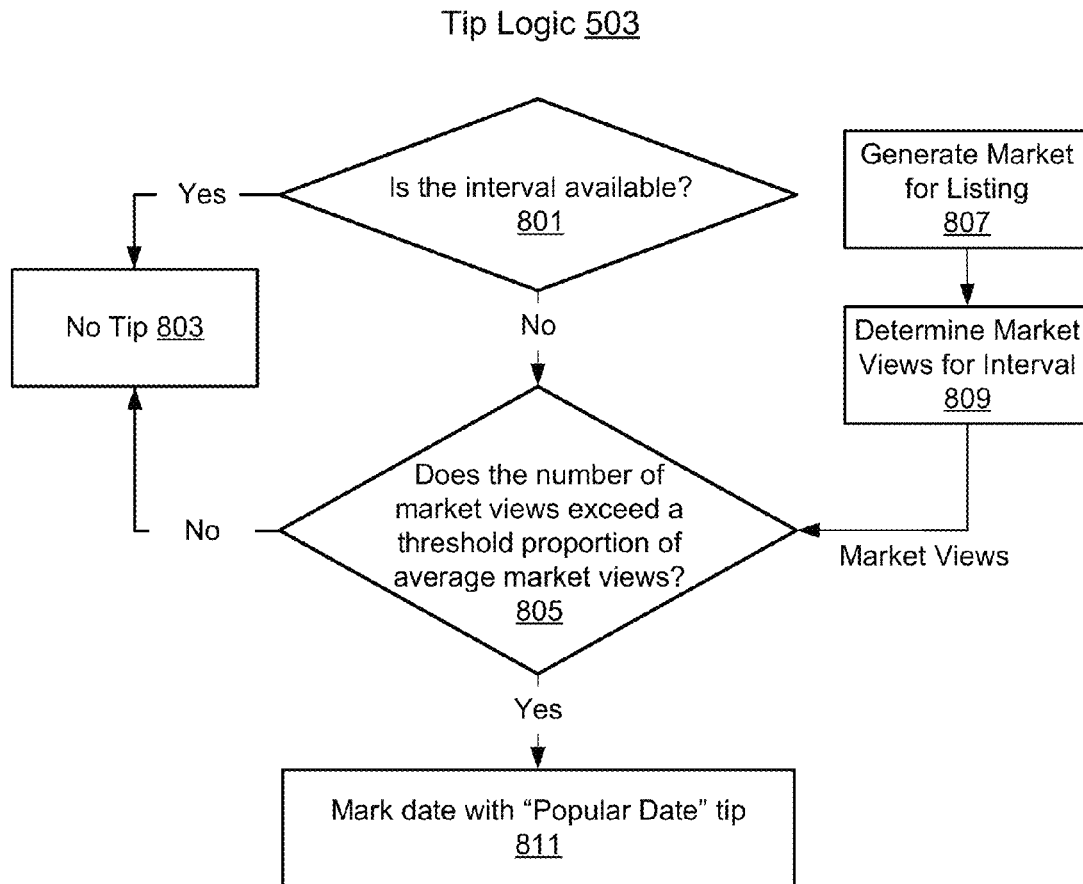 Tip Logic 503
Is the interval available?
801
Yes
No
No Tip 803
Generate Market
for Listing
807
Determine Market
Views for Interval
809
Does the number of
market views exceed a
threshold proportion of
average market views?
805
No
Market Views
Yes
Mark date with “Popular Date” tip
811